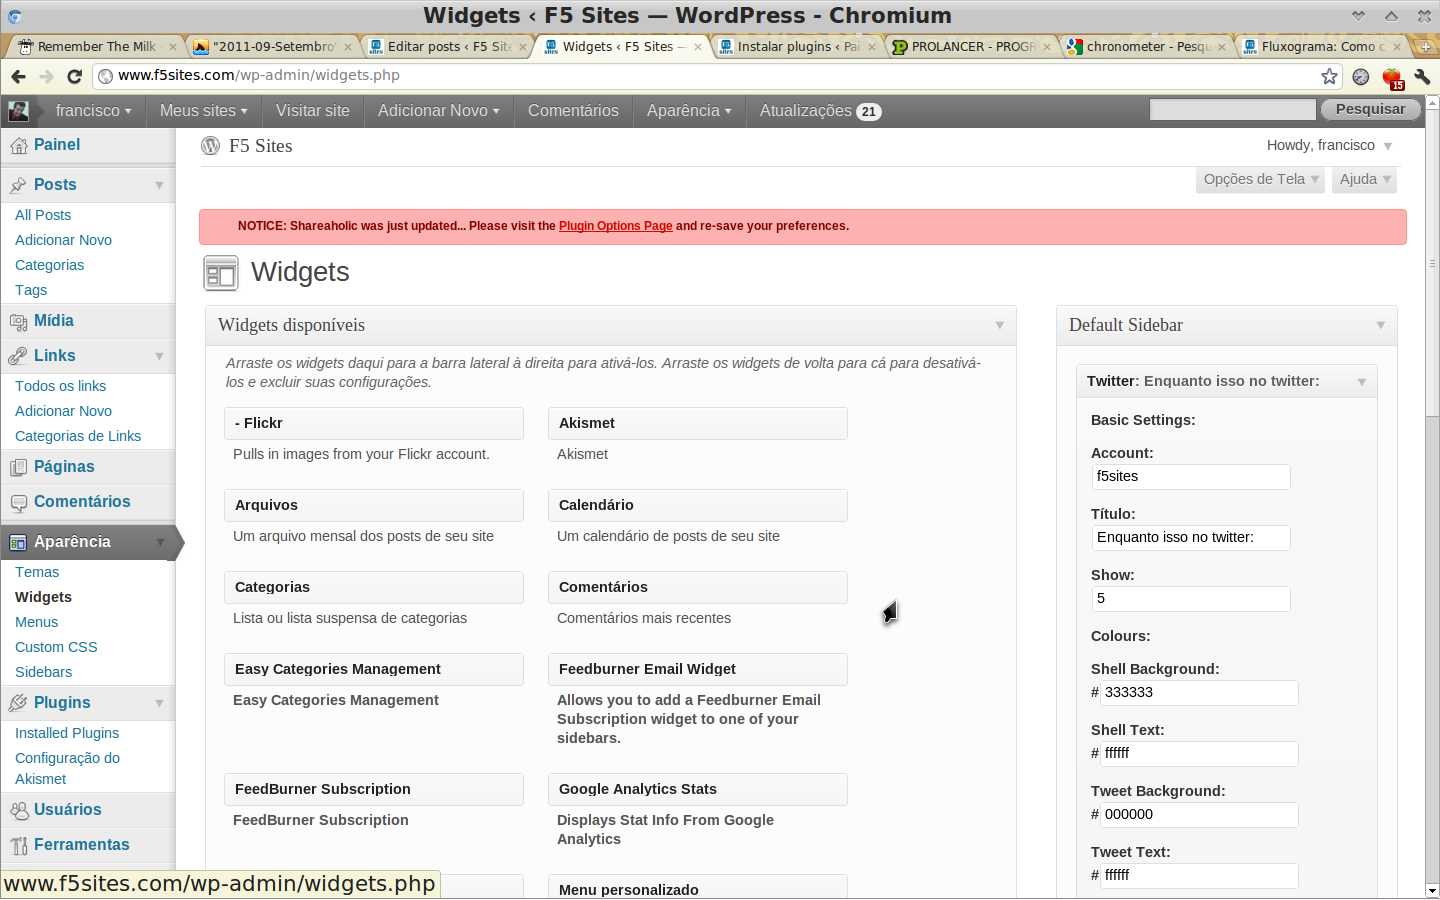 Widgets ‹ F5 Sites — WordPress - Chromium
Remember The Milk -
"2011-09-Setembro"
Editar posts ‹ F5 Site
Widgets ‹ F5 Sites —
Instalar plugins ‹ Pai
PROLANCER - PROGR
chronometer - Pesqu
Fluxograma: Como c
www.f5sites.com/wp-admin/widgets.php
15
francisco
Meus sites
Visitar site
Adicionar Novo
Comentários
Aparência
Atualizações 21
Pesquisar
Painel
Posts
All Posts
Adicionar Novo
Categorias
Tags
Mídia
Links
Todos os links
Adicionar Novo
Categorias de Links
Páginas
Comentários
Aparência
Temas
Widgets
Menus
Custom CSS
Sidebars
Plugins
Installed Plugins
Configuração do
Akismet
Usuários
Ferramentas
www.f5sites.com/wp-admin/widgets.php
F5 Sites
Howdy, francisco
Opções de Tela
Ajuda
NOTICE: Shareaholic was just updated... Please visit the Plugin Options Page and re-save your preferences.
Widgets
Widgets disponíveis
Arraste os widgets daqui para a barra lateral à direita para ativá-los. Arraste os widgets de volta para cá para desativá-
los e excluir suas configurações.
- Flickr
Pulls in images from your Flickr account.
Akismet
Akismet
Arquivos
Um arquivo mensal dos posts de seu site
Calendário
Um calendário de posts de seu site
Categorias
Lista ou lista suspensa de categorias
Comentários
Comentários mais recentes
Easy Categories Management
Easy Categories Management
Feedburner Email Widget
Allows you to add a Feedburner Email
Subscription widget to one of your
sidebars.
FeedBurner Subscription
FeedBurner Subscription
Google Analytics Stats
Displays Stat Info From Google
Analytics
Menu personalizado
Default Sidebar
Twitter: Enquanto isso no twitter:
Basic Settings:
Account:
f5sites
Título:
Enquanto isso no twitter:
Show:
5
Colours:
Shell Background:
# 333333
Shell Text:
# ffffff
Tweet Background:
# 000000
Tweet Text:
# ffffff